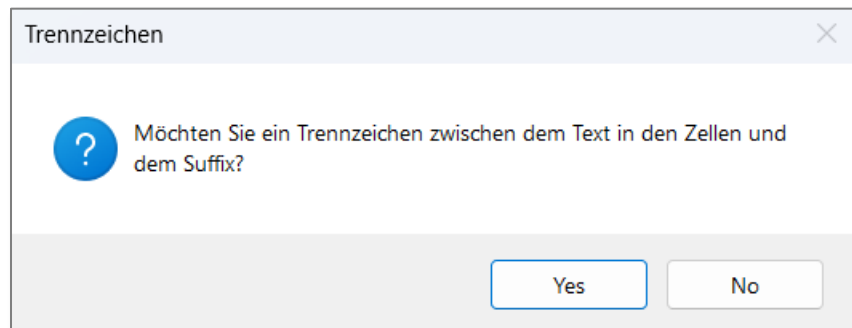 Trennzeichen
Möchten Sie ein Trennzeichen zwischen dem Text in den Zellen und
dem Suffix?
Yes No